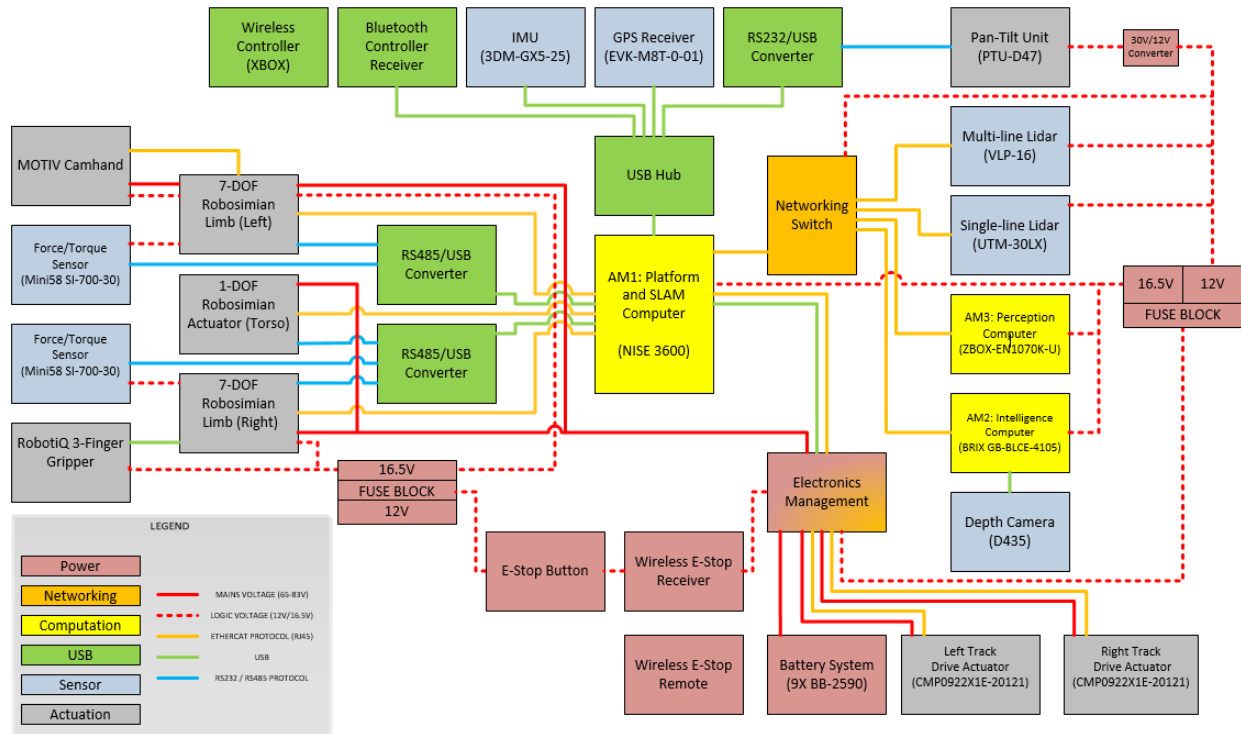 Wireless
Controller
(XBOX)
Bluetooth
Controller
Receiver
IMU
(3DM-GX5-25)
GPS Receiver
(EVK-M8T-0-01)
RS232/USB
Converter
Pan-Tilt Unit
(PTU-D47)
30V/12V
Converter
MOTIV Camhand
7-DOF
Robosimian
Limb (Left)
USB Hub
Networking
Switch
Multi-line Lidar
(VLP-16)
Single-line Lidar
(UTM-30LX)
Force/Torque
Sensor
(Mini58 SI-700-30)
RS485/USB
Converter
AM1: Platform
and SLAM
Computer
(NISE 3600)
1-DOF
Robosimian
Actuator (Torso)
16.5V
12V
FUSE BLOCK
AM3: Perception
Computer
(ZBOX-EN1070K-U)
Force/Torque
Sensor
(Mini58 SI-700-30)
RS485/USB
Converter
7-DOF
Robosimian
Limb (Right)
AM2: Intelligence
Computer
(BRIX GB-BLCE-4105)
RobotiQ 3-Finger
Gripper
16.5V
FUSE BLOCK
12V
Electronics
Management
Depth Camera
(D435)
E-Stop Button
Wireless E-Stop
Receiver
Wireless E-Stop
Remote
Battery System
(9X BB-2590)
Left Track
Drive Actuator
(CMP0922X1E-20121)
Right Track
Drive Actuator
(CMP0922X1E-20121)
LEGEND
Power
Networking
Computation
USB
Sensor
Actuation
MAINS VOLTAGE (65-83V)
LOGIC VOLTAGE (12V/16.5V)
ETHERCAT PROTOCOL (RJ45)
USB
RS232 / RS485 PROTOCOL